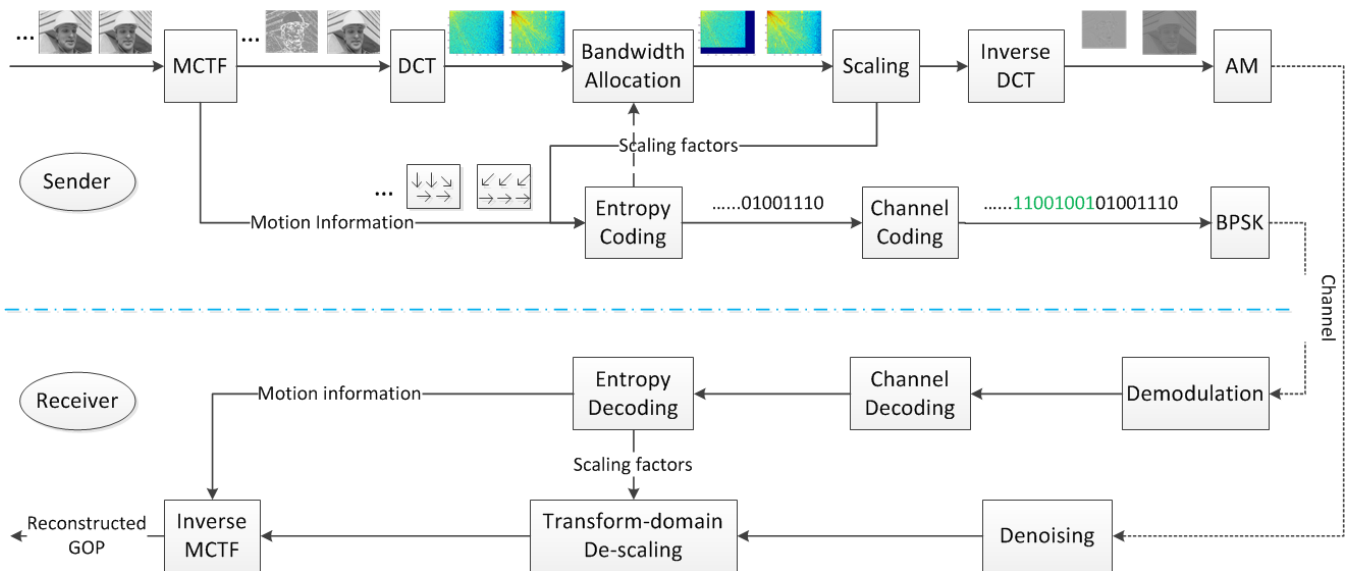 ...
...
MCTF
DCT
Bandwidth
Allocation
Scaling
Inverse
DCT
AM
Scaling factors
Sender
...
Motion Information
Entropy
Coding
......01001110
Channel
Coding
......1100100101001110
BPSK
Channel
Receiver
Motion information
Entropy
Decoding
Channel
Decoding
Demodulation
Scaling factors
Reconstructed
GOP
Inverse
MCTF
Transform-domain
De-scaling
Denoising